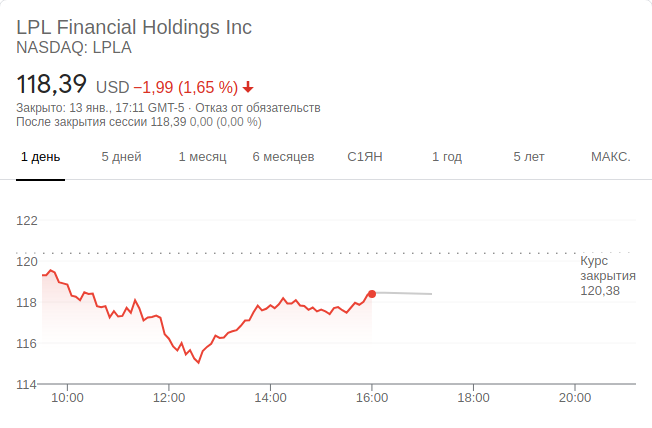 LPL Financial Holdings Inc
NASDAQ: LPLA
118,39 USD −1,99 (1,65 %)
Закрыто: 13 янв., 17:11 GMT-5 · Отказ от обязательств
После закрытия сессии 118,39 0,00 (0,00 %)
1 день 5 дней 1 месяц 6 месяцев С1ЯН 1 год 5 лет МАКС.
122
120
118
116
114
Курс
закрытия
120,38
10:00 12:00 14:00 16:00 18:00 20:00